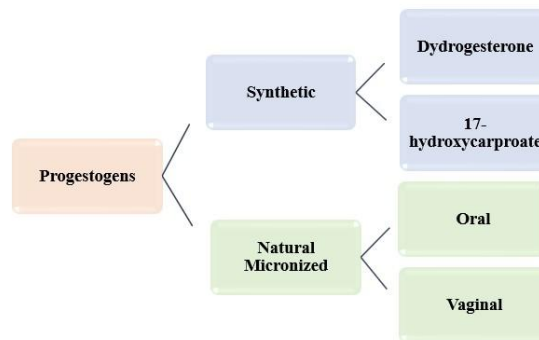 Progestogens
Synthetic
Dydrogesterone
17-
hydroxycarproate
Natural
Micronized
Oral
Vaginal